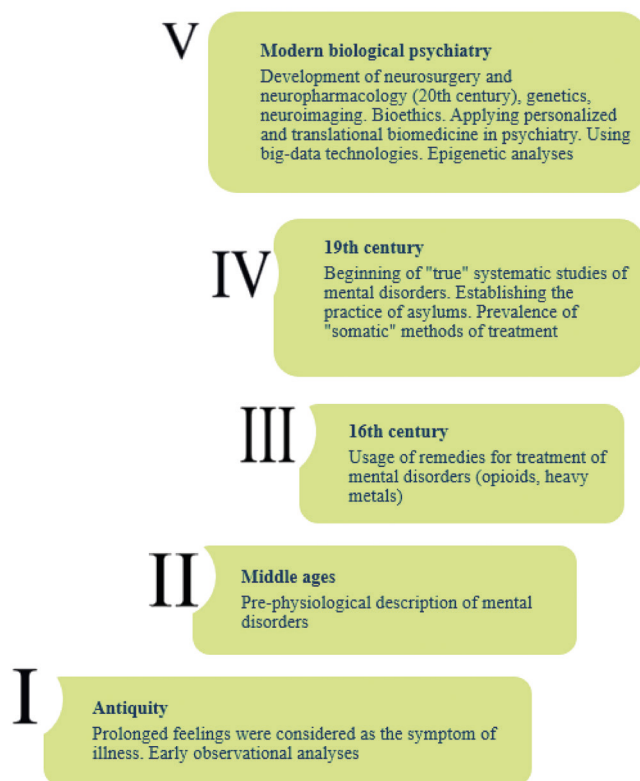 V
Modern biological psychiatry
Development of neurosurgery and
neuropharmacology (20th century), genetics,
neuroimaging. Bioethics. Applying personalized
and translational biomedicine in psychiatry. Using
big-data technologies. Epigenetic analyses
IV
19th century
Beginning of "true" systematic studies of
mental disorders. Establishing the
practice of asylums. Prevalence of
"somatic" methods of treatment
III
16th century
Usage of remedies for treatment of
mental disorders (opioids, heavy
metals)
II
Middle ages
Pre-physiological description of mental
disorders
I
Antiquity
Prolonged feelings were considered as the symptom of
illness. Early observational analyses